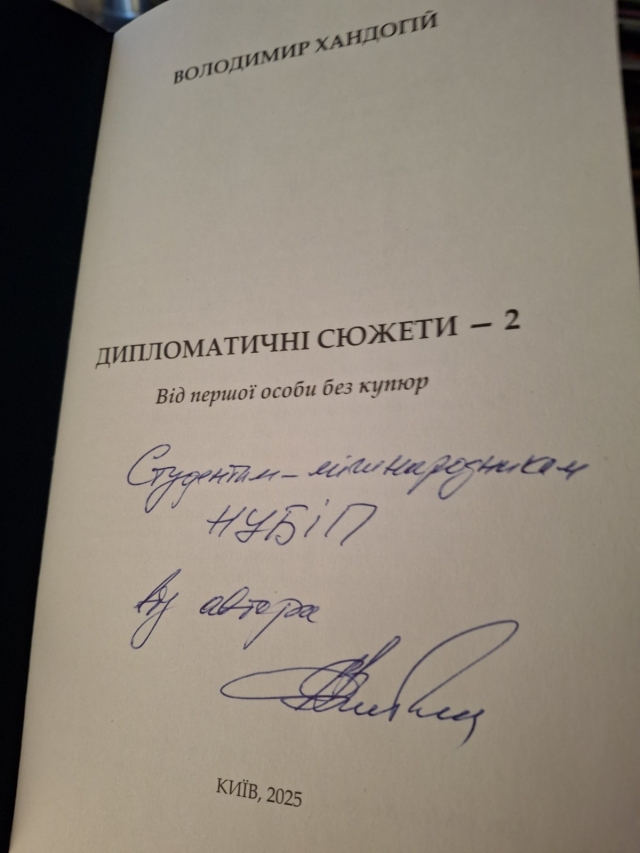 ВОЛОДИМИР ХАНДОГІЙ
ДИПЛОМАТИЧНІ СЮЖЕТИ — 2
Від першої особи без купюр
Студентам-міжнародникам
НУБіП
Від автора
КИЇВ, 2025